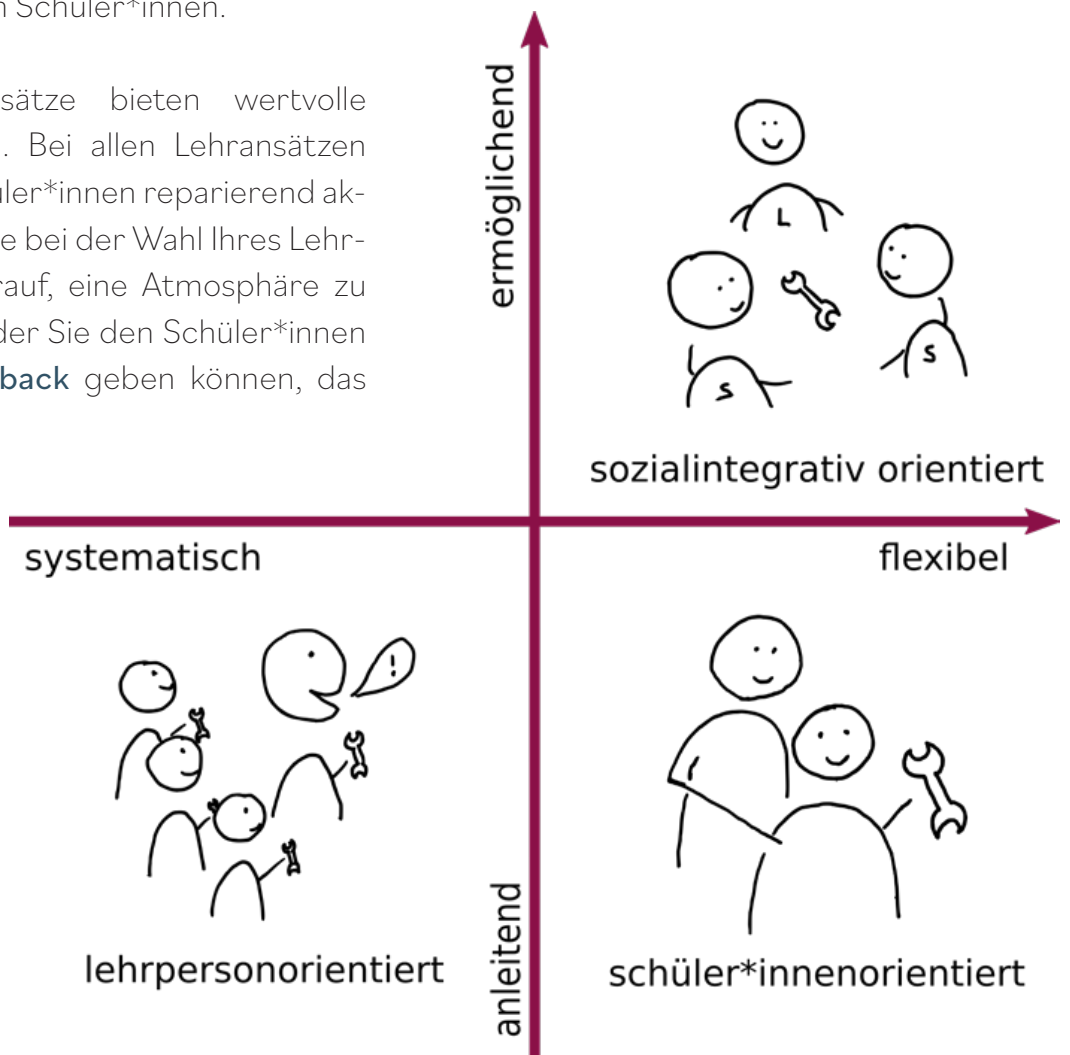 n Schüler*innen.
sätze bieten wertvolle
. Bei allen Lehransätzen
üler*innen reparierend ak-
e bei der Wahl Ihres Lehr-
rauf, eine Atmosphäre zu
der Sie den Schüler*innen
back geben können, das
ermöglichend
L
S
S
sozialintegrativ orientiert
systematisch
flexibel
!
lehrpersonorientiert
anleitend
schüler*innenorientiert